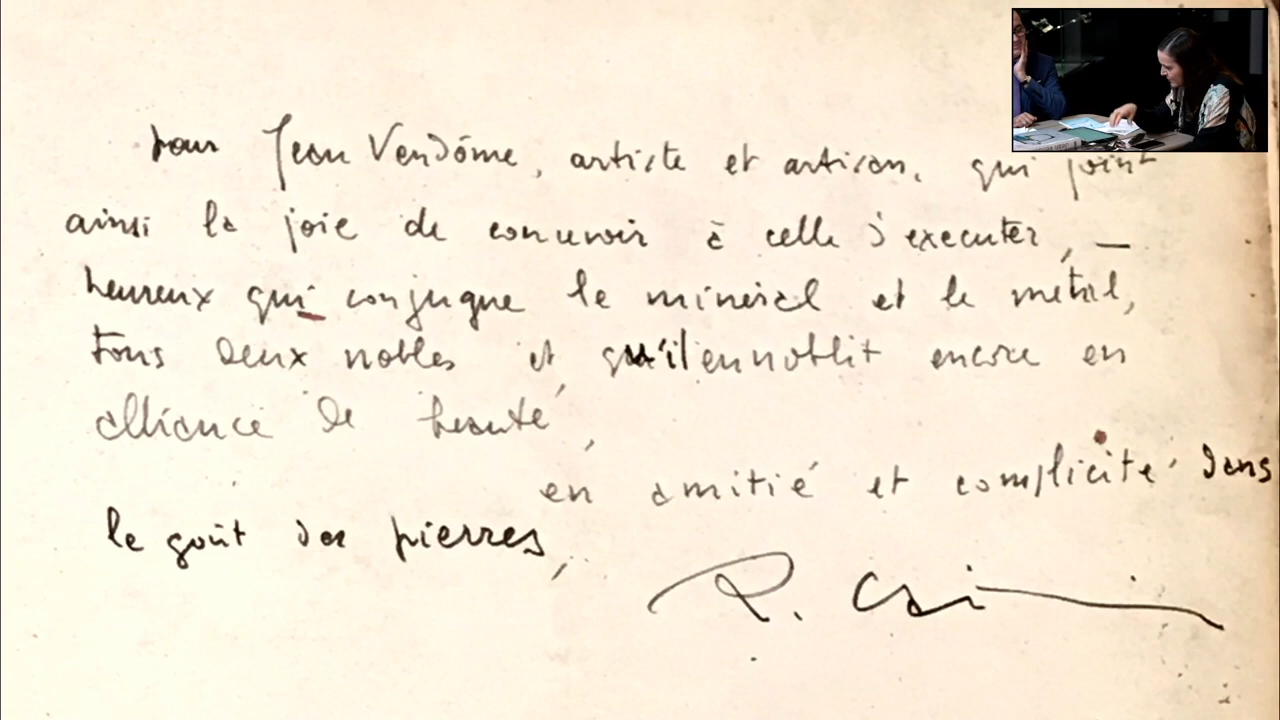 pour Jean Vendôme, artiste et artisan, qui joint
ainsi la joie de concevoir à celle d'executer, —
heureux qui conjugue le minéral et le métal,
tous deux nobles et qu'il ennoblit encore en
alliance de beauté,
en amitié et complicité dans
le goût des pierres,
R. Cai